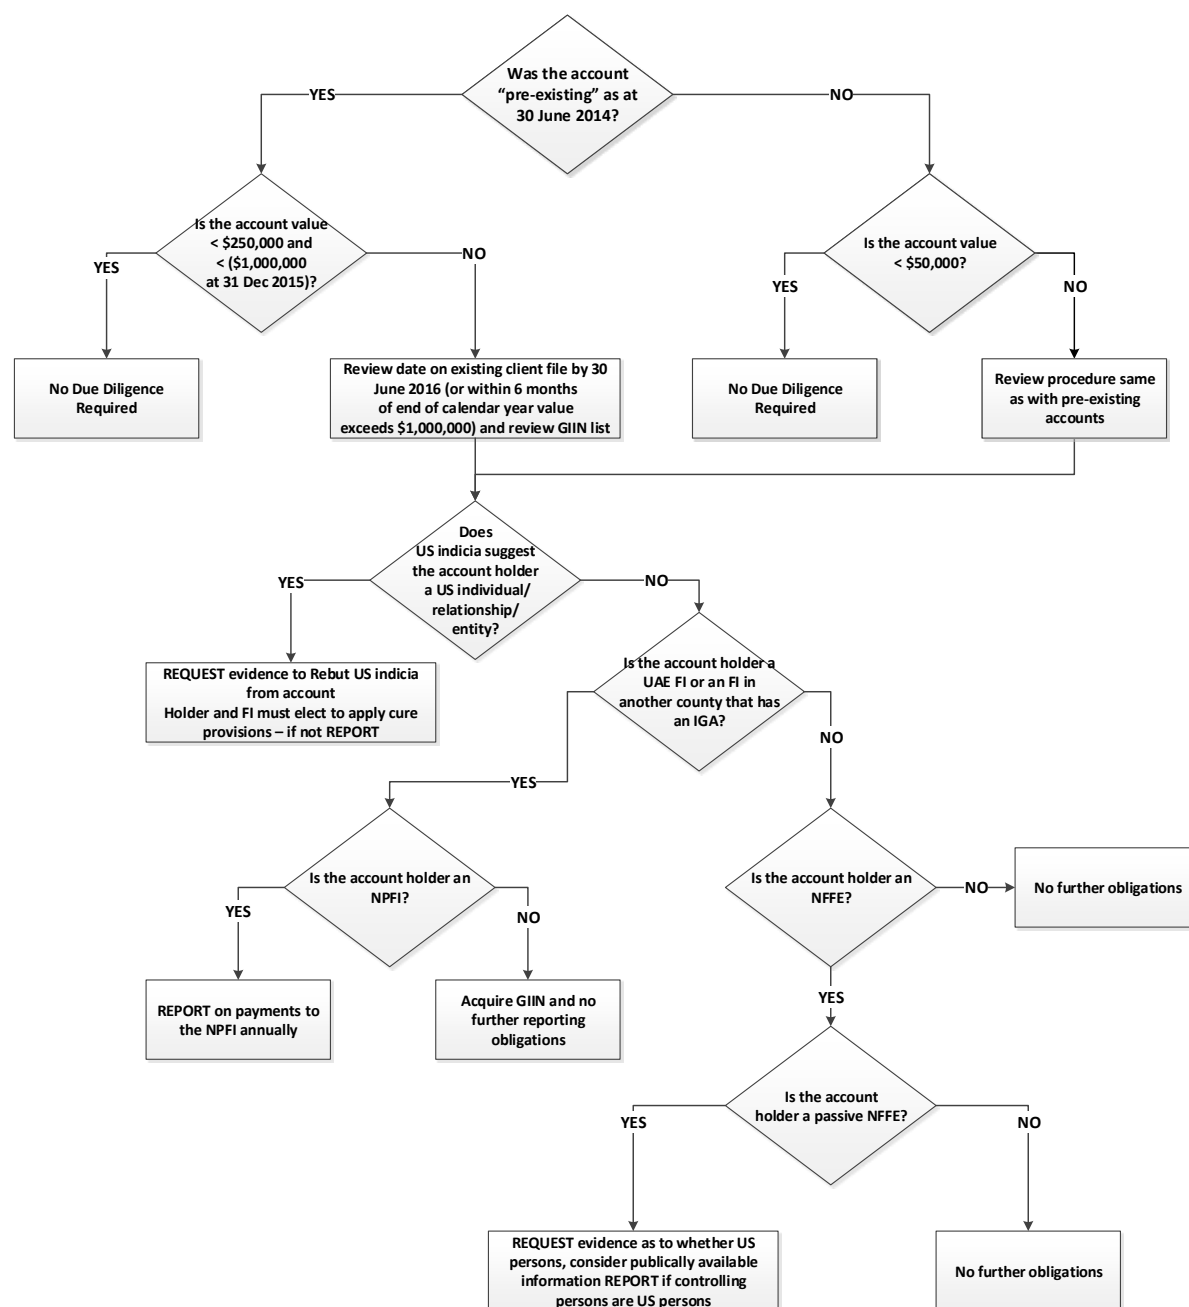 Was the account
“pre-existing” as at
30 June 2014?
YES
NO
Is the account value
< $250,000 and
< ($1,000,000
at 31 Dec 2015)?
YES
NO
Is the account value
< $50,000?
YES
NO
No Due Diligence
Required
Review date on existing client file by 30
June 2016 (or within 6 months
of end of calendar year value
exceeds $1,000,000) and review GIIN list
No Due Diligence
Required
Review procedure same
as with pre-existing
accounts
Does
US indicia suggest
the account holder
a US individual/
relationship/
entity?
YES
NO
REQUEST evidence to Rebut US indicia
from account
Holder and FI must elect to apply cure
provisions – if not REPORT
Is the account holder a
UAE FI or an FI in
another county that has
an IGA?
YES
NO
Is the account holder an
NPFI?
YES
NO
Is the account holder an
NFFE?
NO
No further obligations
YES
REPORT on payments to
the NPFI annually
Acquire GIIN and no
further reporting
obligations
Is the account
holder a passive NFFE?
YES
NO
REQUEST evidence as to whether US
persons, consider publically available
information REPORT if controlling
persons are US persons
No further obligations